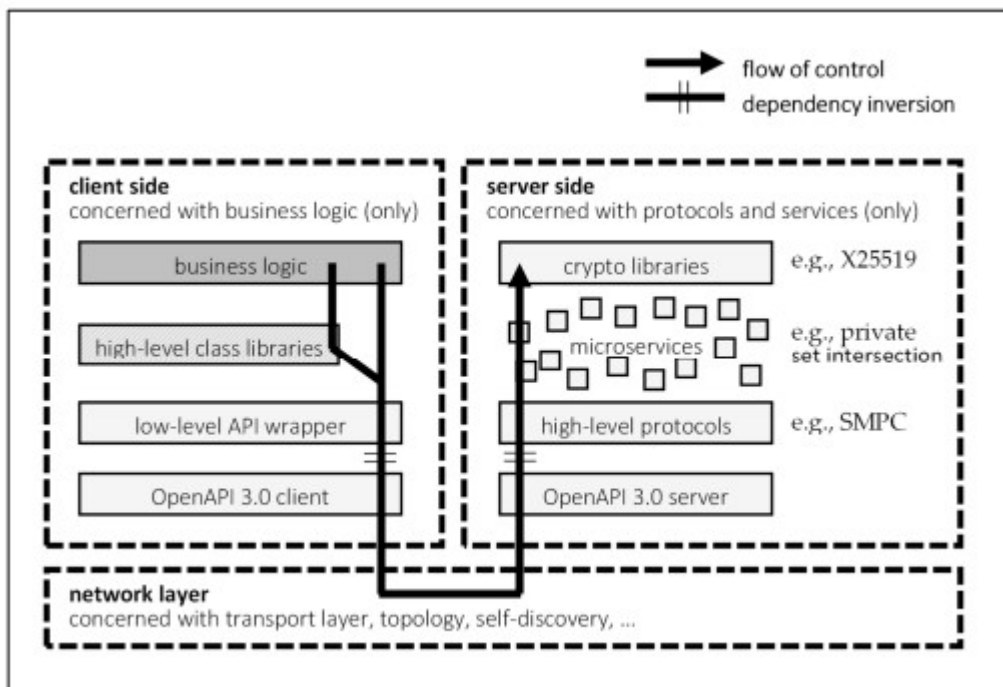 flow of control
dependency inversion
client side
concerned with business logic (only)
business logic
high-level class libraries
low-level API wrapper
OpenAPI 3.0 client
server side
concerned with protocols and services (only)
crypto libraries
e.g., X25519
microservices
e.g., private
set intersection
high-level protocols
e.g., SMPC
OpenAPI 3.0 server
network layer
concerned with transport layer, topology, self-discovery, ...